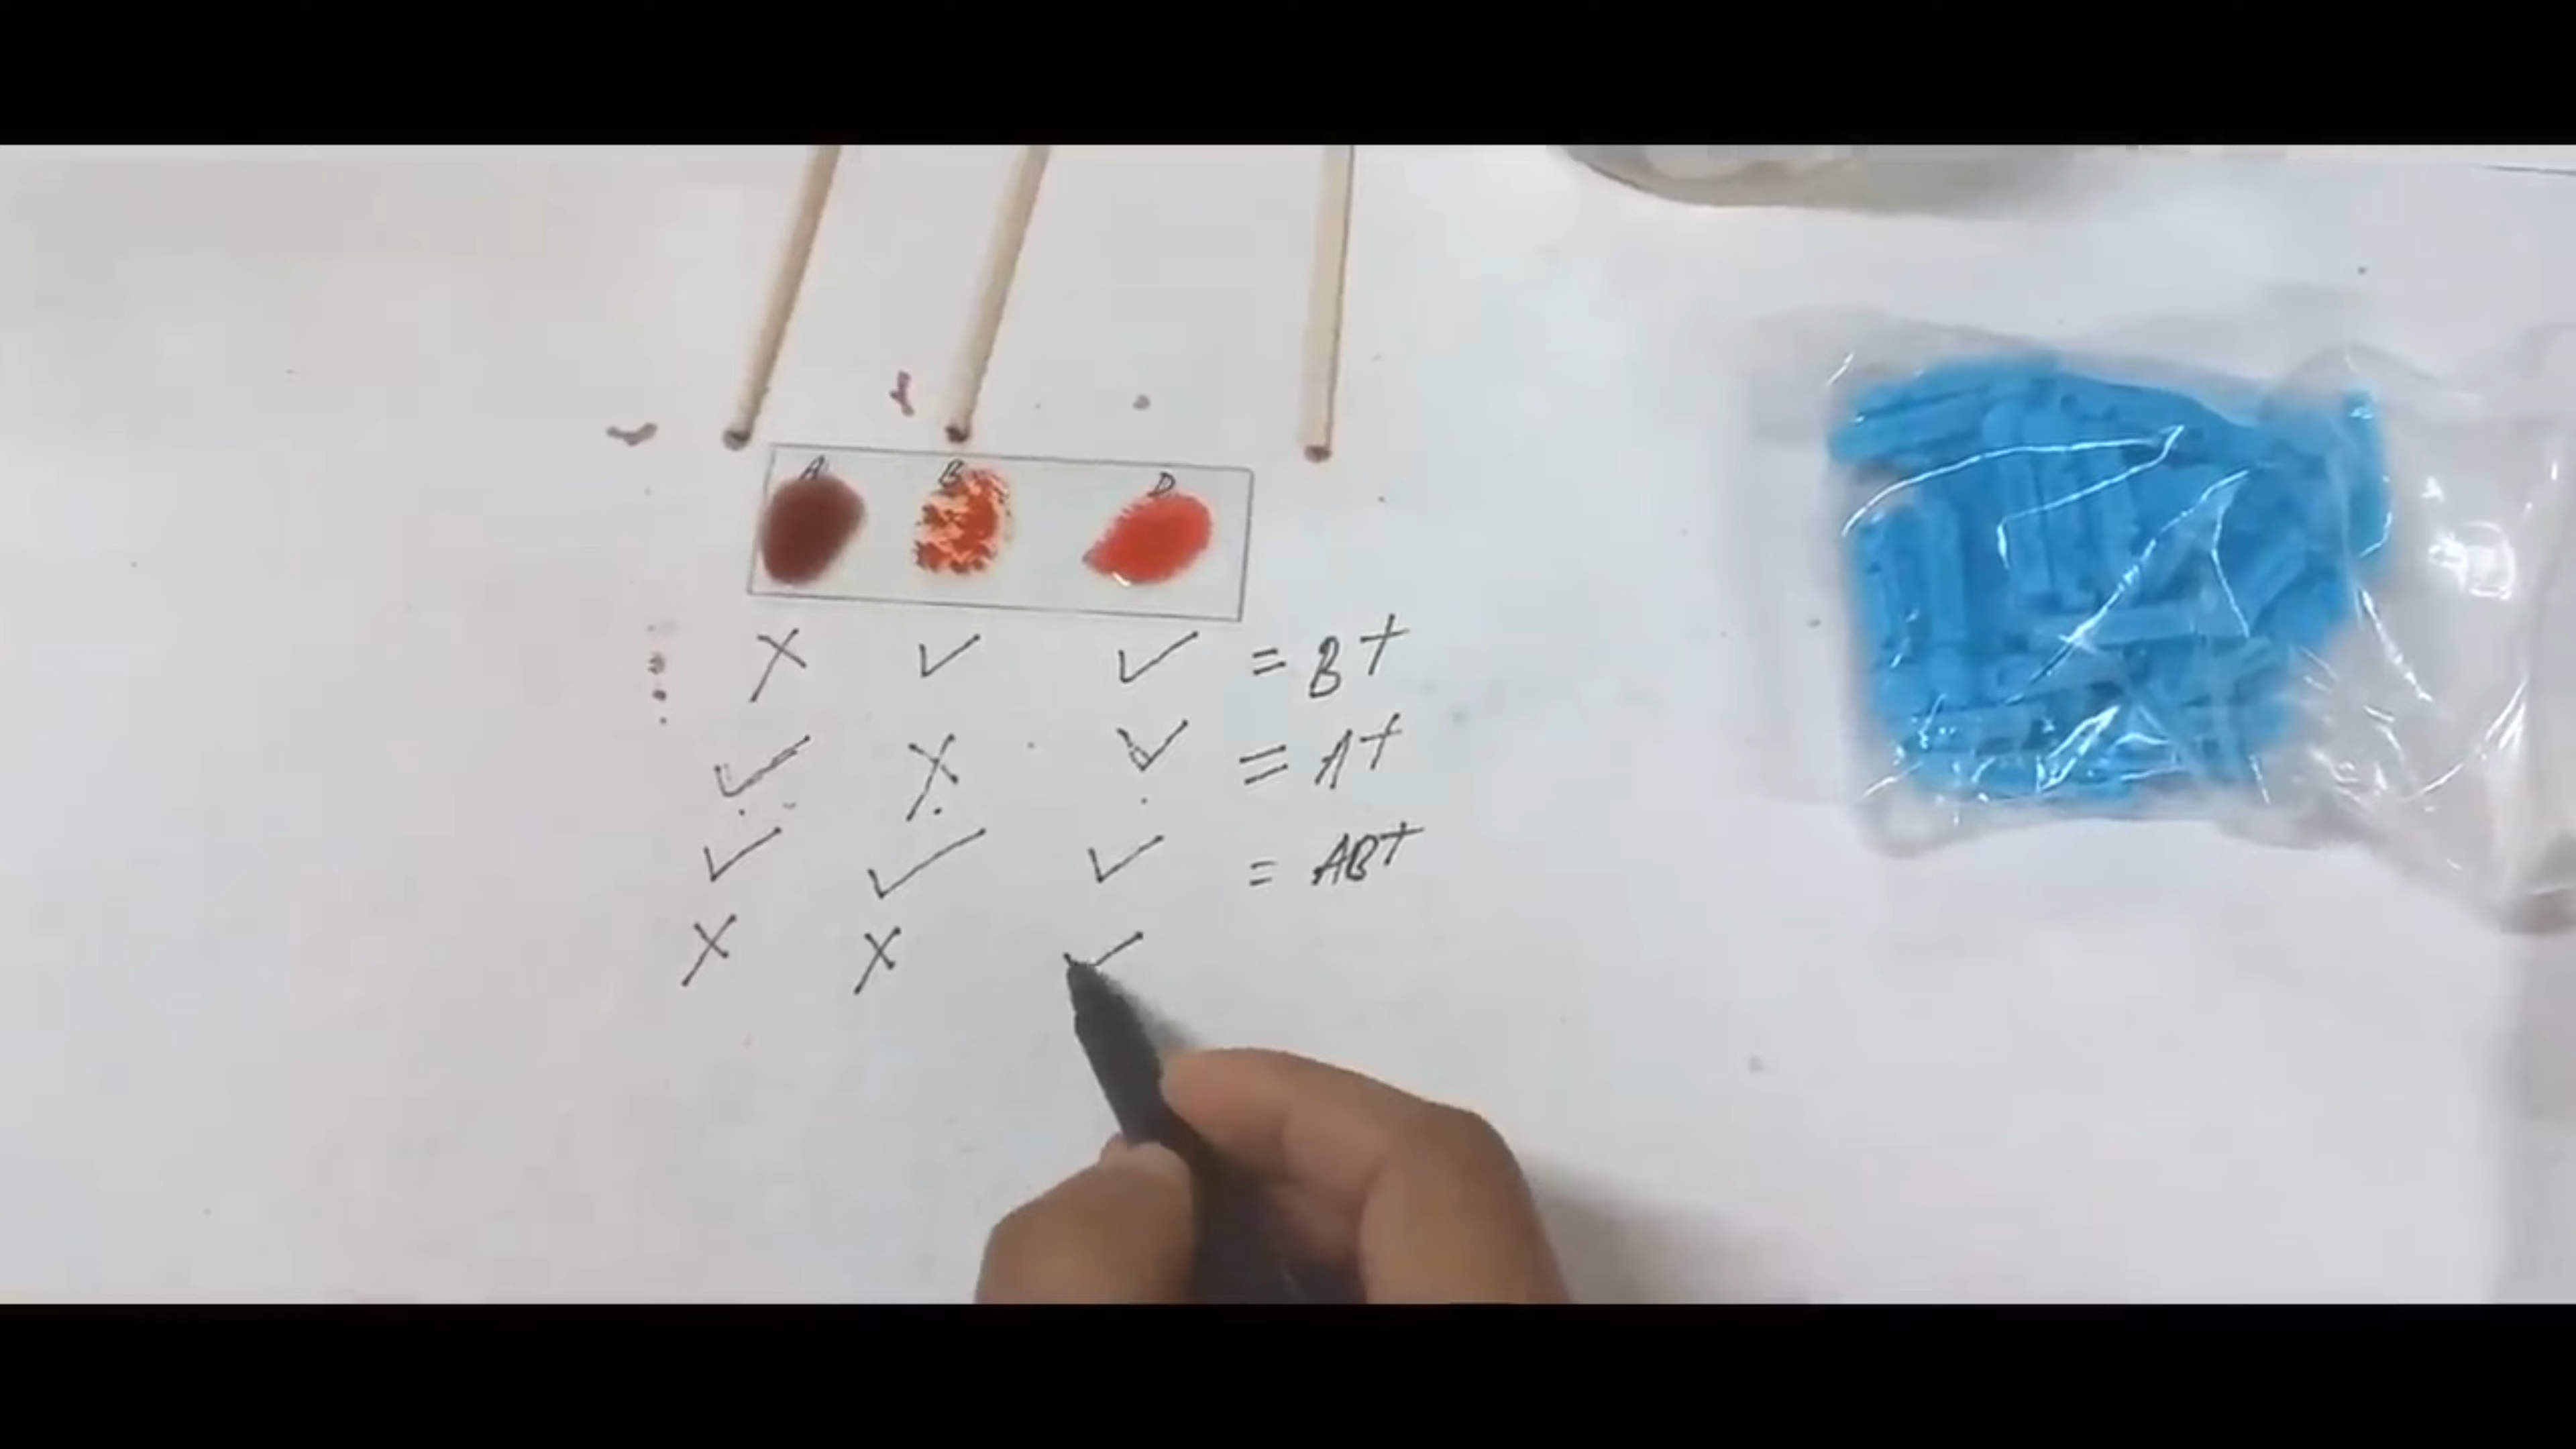 A B D
✗ ✓ ✓ = B+
✓ ✗ ✓ = A+
✓ ✓ ✓ = AB+
✗ ✗ ✓